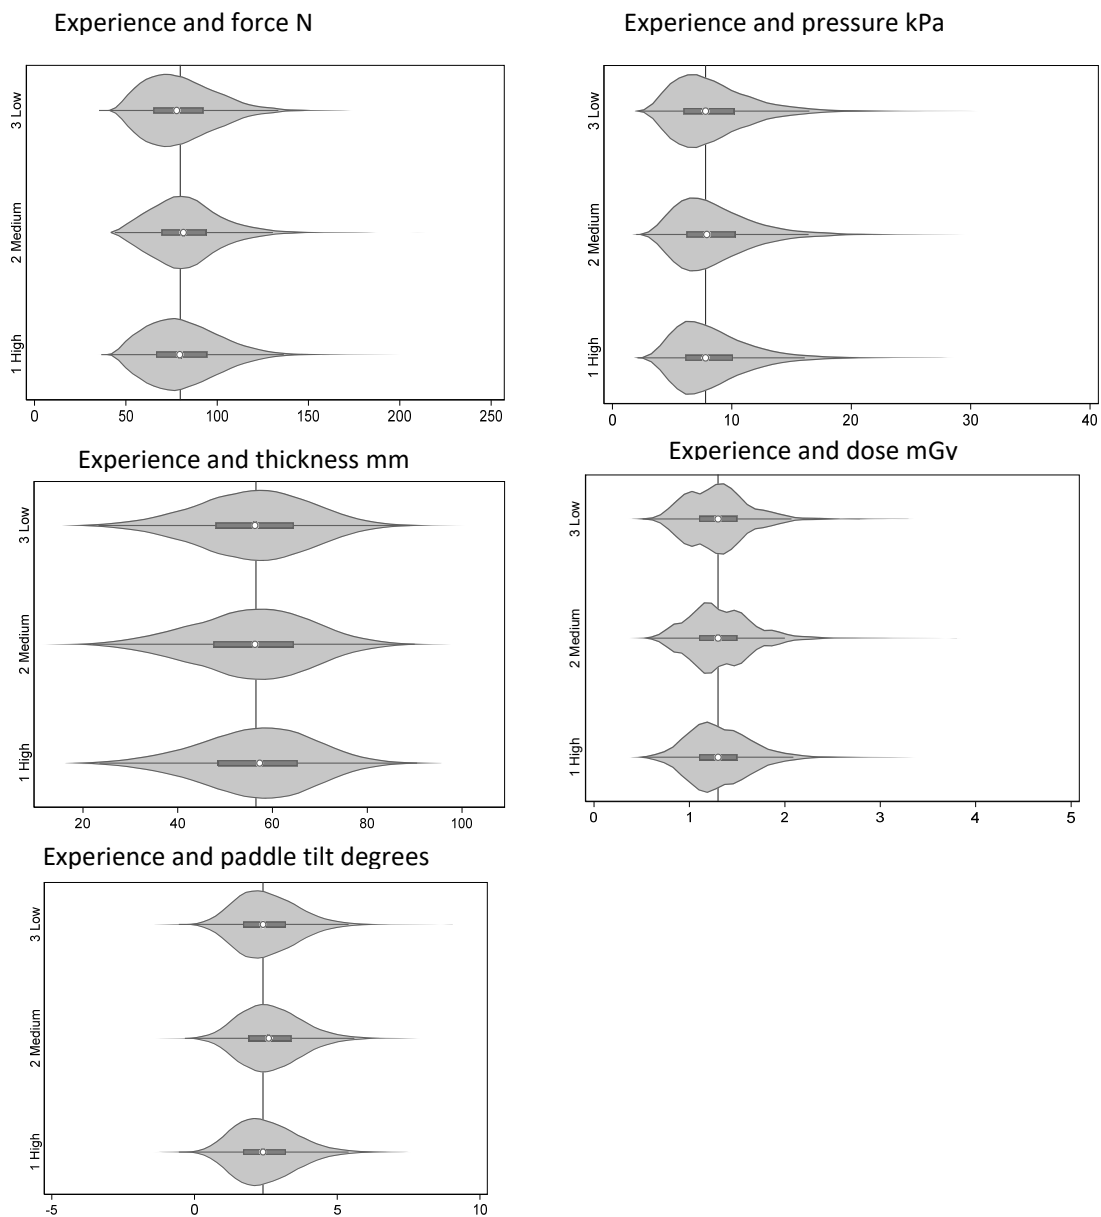 Experience and force N
3 Low
2 Medium
1 High
0 50 100 150 200 250
Experience and pressure kPa
3 Low
2 Medium
1 High
0 10 20 30 40
Experience and thickness mm
3 Low
2 Medium
1 High
20 40 60 80 100
Experience and dose mGy
3 Low
2 Medium
1 High
0 1 2 3 4 5
Experience and paddle tilt degrees
3 Low
2 Medium
1 High
-5 0 5 10